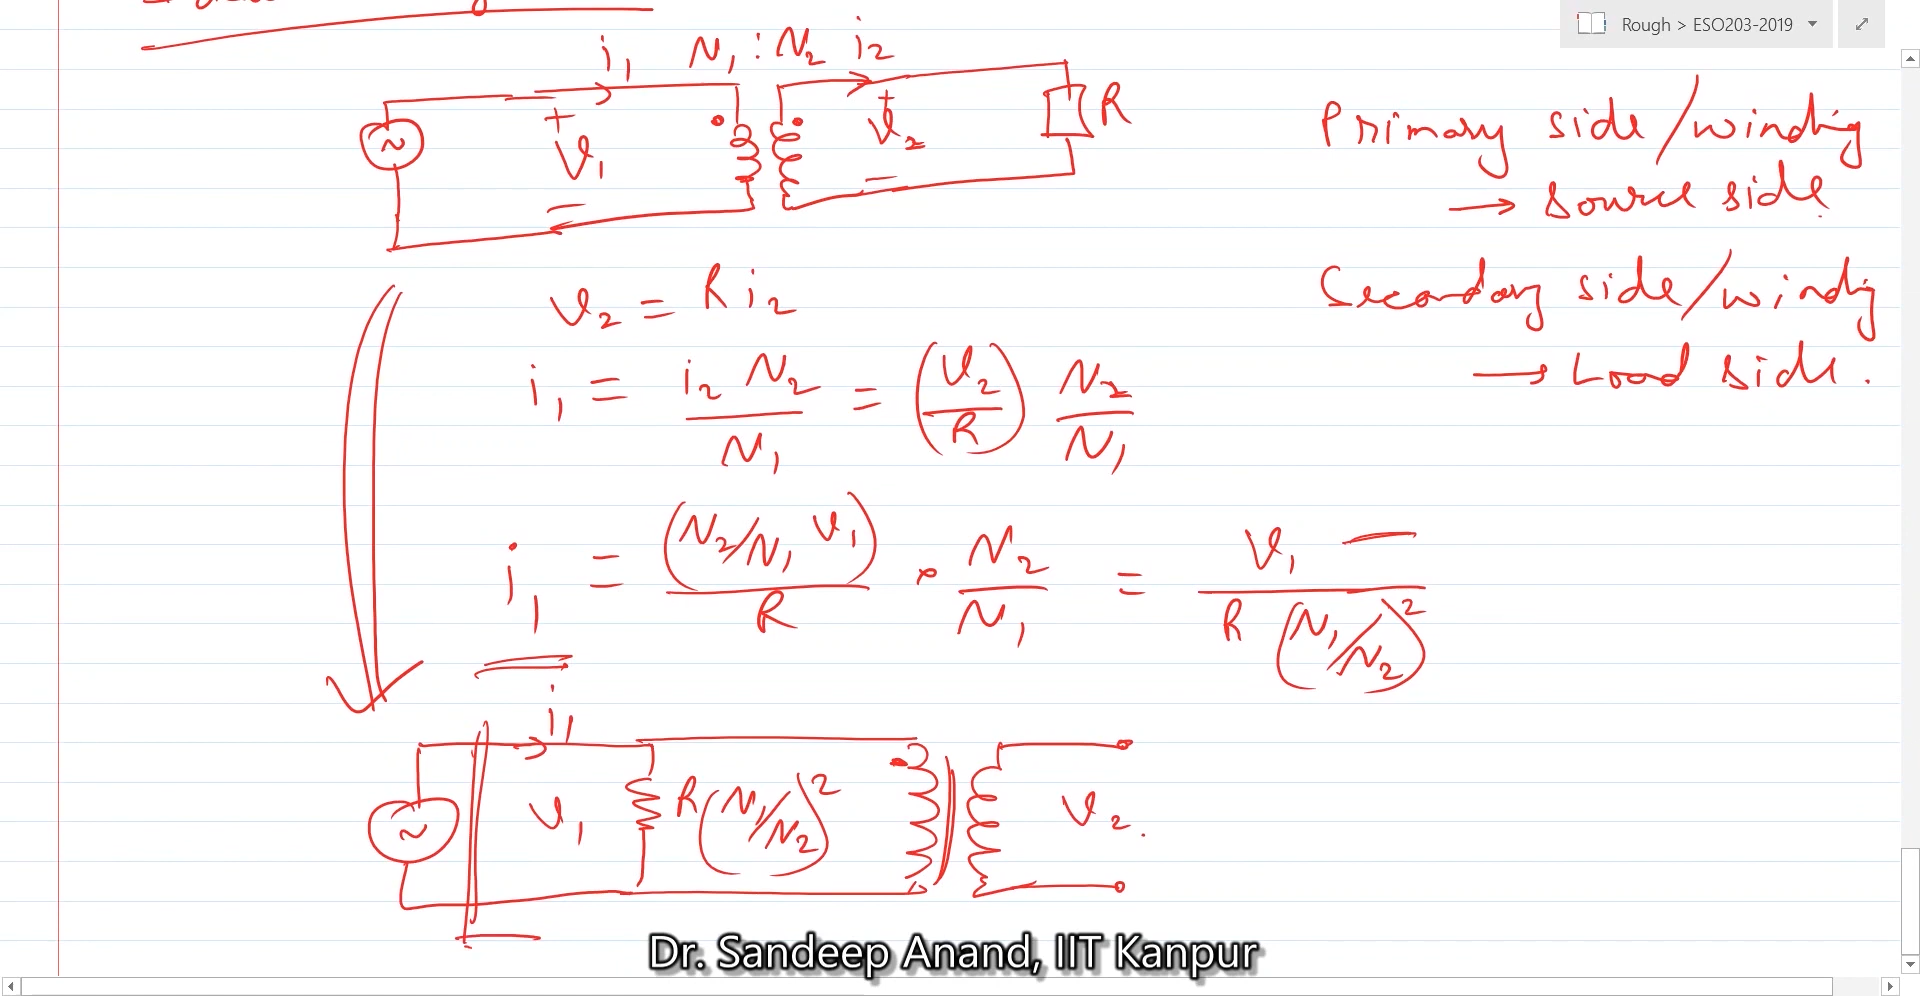 Rough > ESO203-2019
i1 N1 : N2 i2
+ V1 − + V2 − R
Primary side/winding
→ Source side
Secondary side/winding
→ Load side.
V2 = R i2
i1 = i2 N2 / N1 = (V2 / R) N2 / N1
i1 = (N2/N1 V1) / R . N2 / N1 = V1 / R (N1/N2)²
i1
V1 R (N1/N2)² V2.
Dr. Sandeep Anand, IIT Kanpur